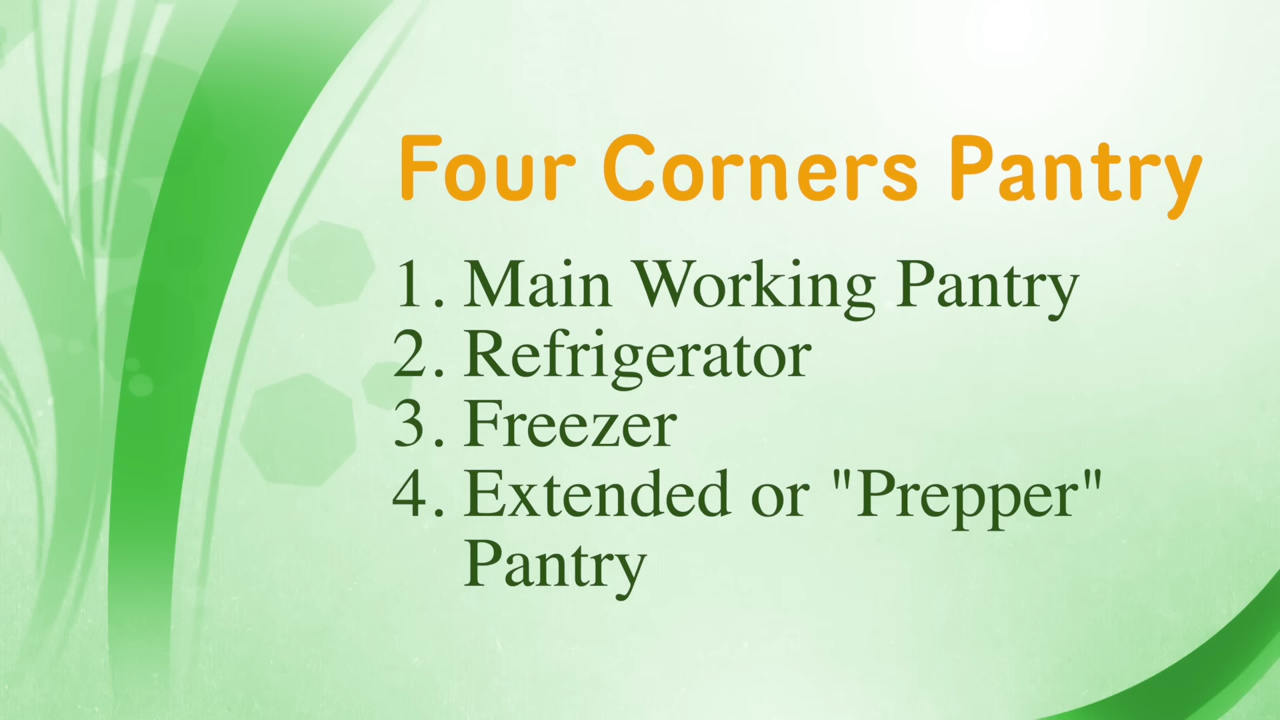 Four Corners Pantry
1. Main Working Pantry
2. Refrigerator
3. Freezer
4. Extended or "Prepper"
Pantry